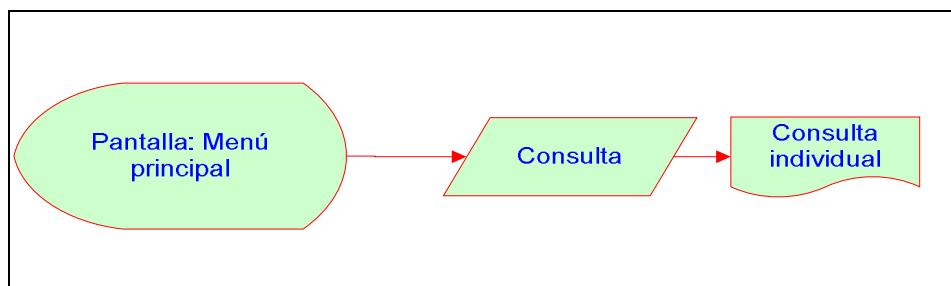 Pantalla: Menú
principal
Consulta
Consulta
individual